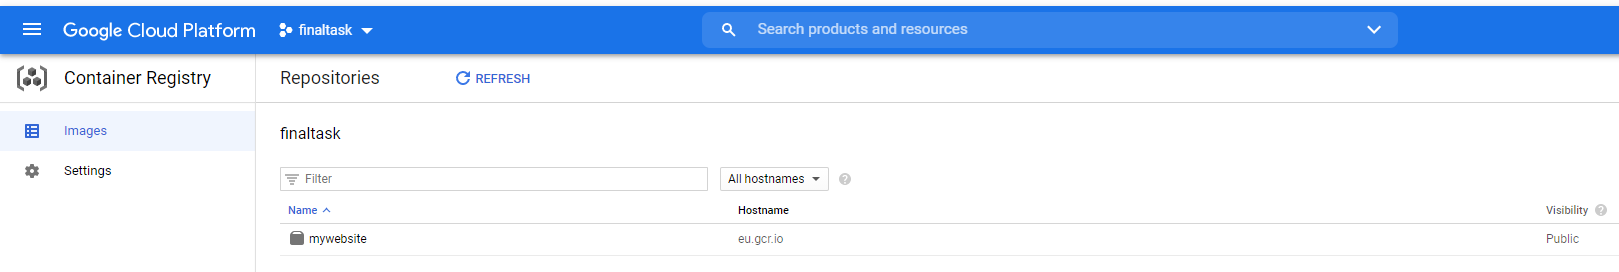 Google Cloud Platform finaltask Search products and resources
Container Registry Repositories REFRESH
Images
Settings
finaltask
Filter All hostnames ?
Name Hostname Visibility ?
mywebsite eu.gcr.io Public